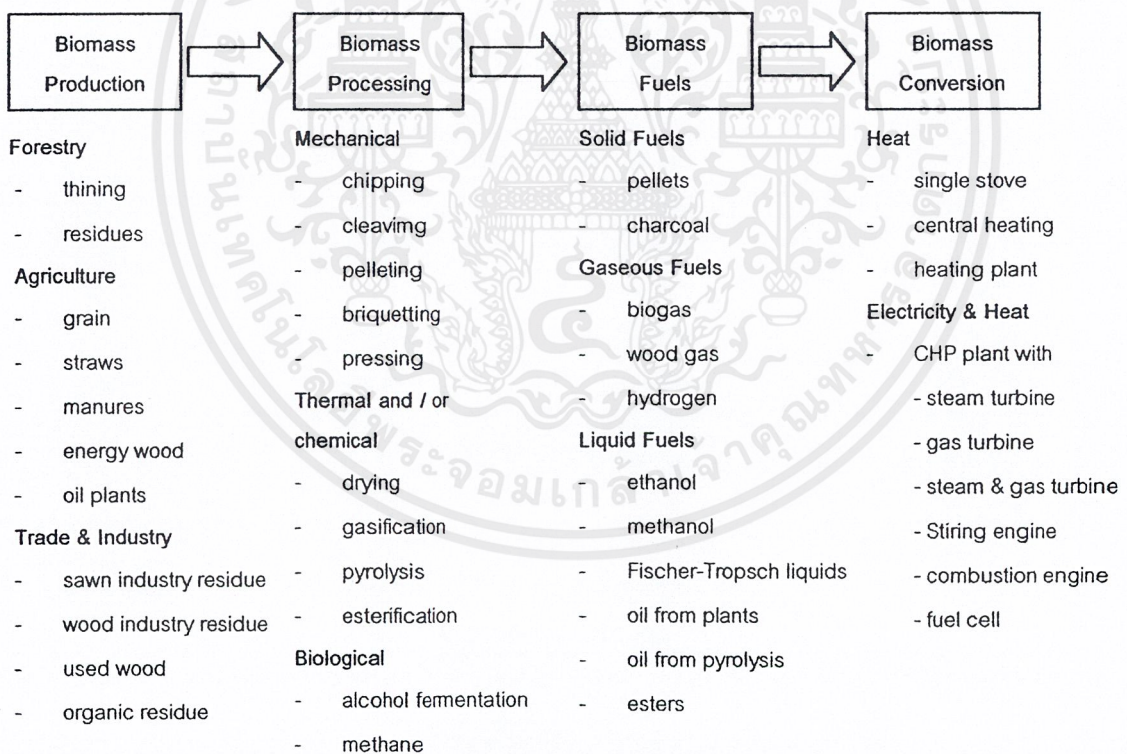 Biomass
Production
Biomass
Processing
Biomass
Fuels
Biomass
Conversion
Forestry
- thining
- residues
Agriculture
- grain
- straws
- manures
- energy wood
- oil plants
Trade & Industry
- sawn industry residue
- wood industry residue
- used wood
- organic residue
Mechanical
- chipping
- cleavimg
- pelleting
- briquetting
- pressing
Thermal and / or
chemical
- drying
- gasification
- pyrolysis
- esterification
Biological
- alcohol fermentation
- methane
Solid Fuels
- pellets
- charcoal
Gaseous Fuels
- biogas
- wood gas
- hydrogen
Liquid Fuels
- ethanol
- methanol
- Fischer-Tropsch liquids
- oil from plants
- oil from pyrolysis
- esters
Heat
- single stove
- central heating
- heating plant
Electricity & Heat
- CHP plant with
- steam turbine
- gas turbine
- steam & gas turbine
- Stiring engine
- combustion engine
- fuel cell